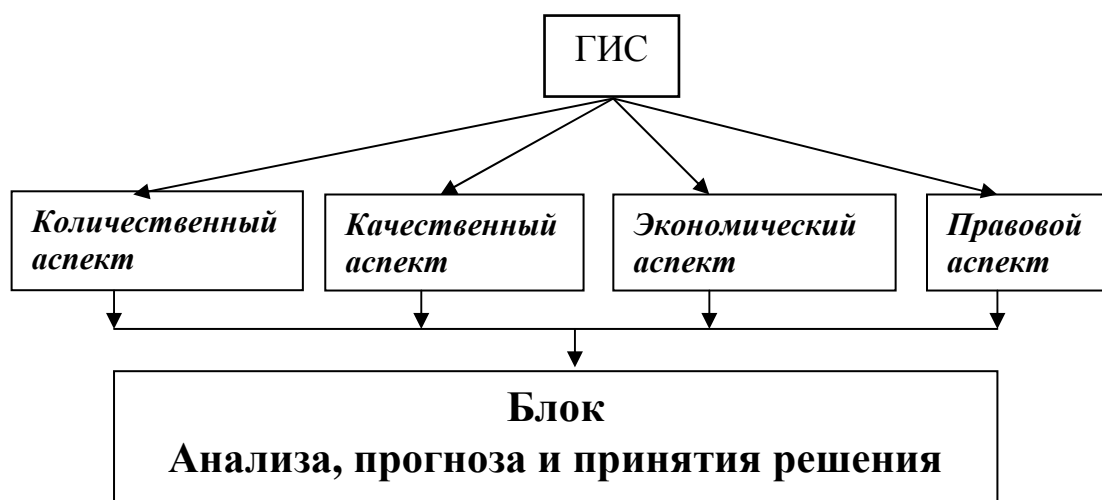 ГИС
Количественный
аспект
Качественный
аспект
Экономический
аспект
Правовой
аспект
Блок
Анализа, прогноза и принятия решения